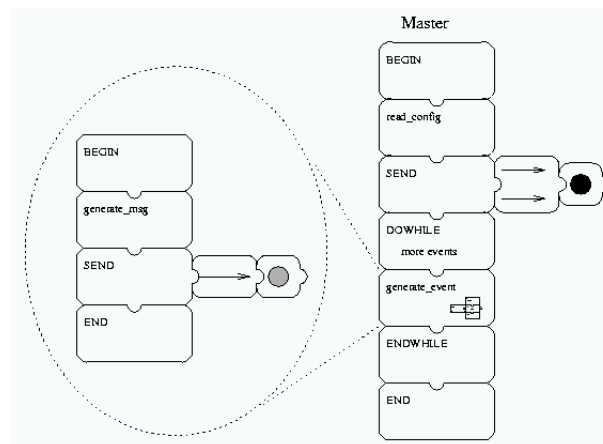 Master
BEGIN
read_config
SEND
DOWHILE
more events
generate_event
ENDWHILE
END
BEGIN
generate_msg
SEND
END